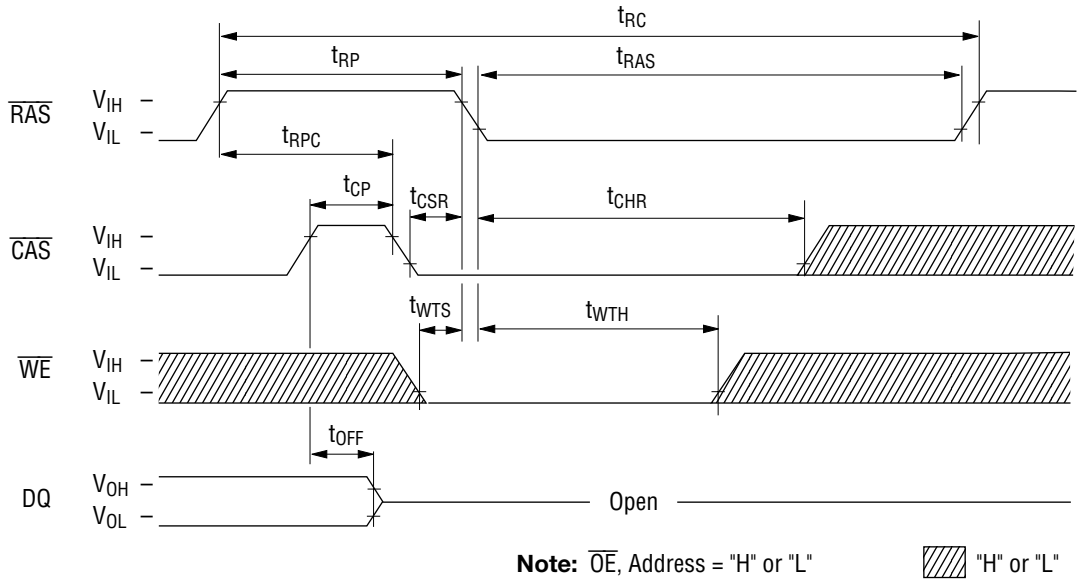 tRC
tRP
tRAS
RAS
VIH –
VIL –
tRPC
tCP
tCSR
tCHR
CAS
VIH –
VIL –
tWTS
tWTH
WE
VIH –
VIL –
tOFF
DQ
VOH –
VOL –
Open
Note: OE, Address = "H" or "L"
"H" or "L"